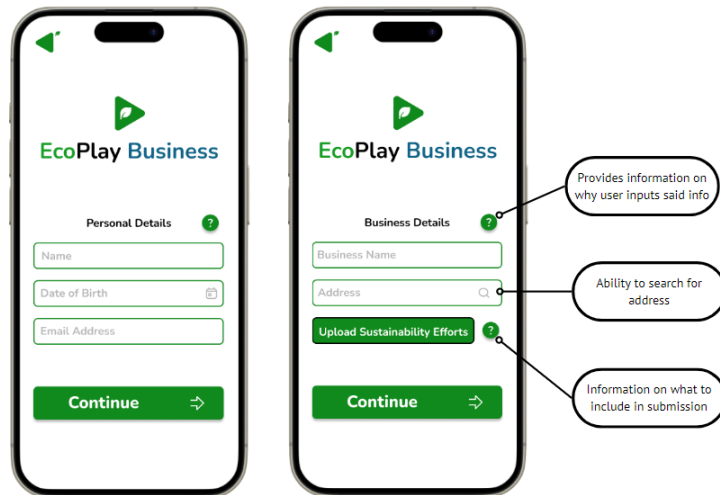 EcoPlay Business
Personal Details ?
Name
Date of Birth
Email Address
Continue
EcoPlay Business
Business Details ?
Business Name
Address
Upload Sustainability Efforts ?
Continue
Provides information on
why user inputs said info
Ability to search for
address
Information on what to
include in submission